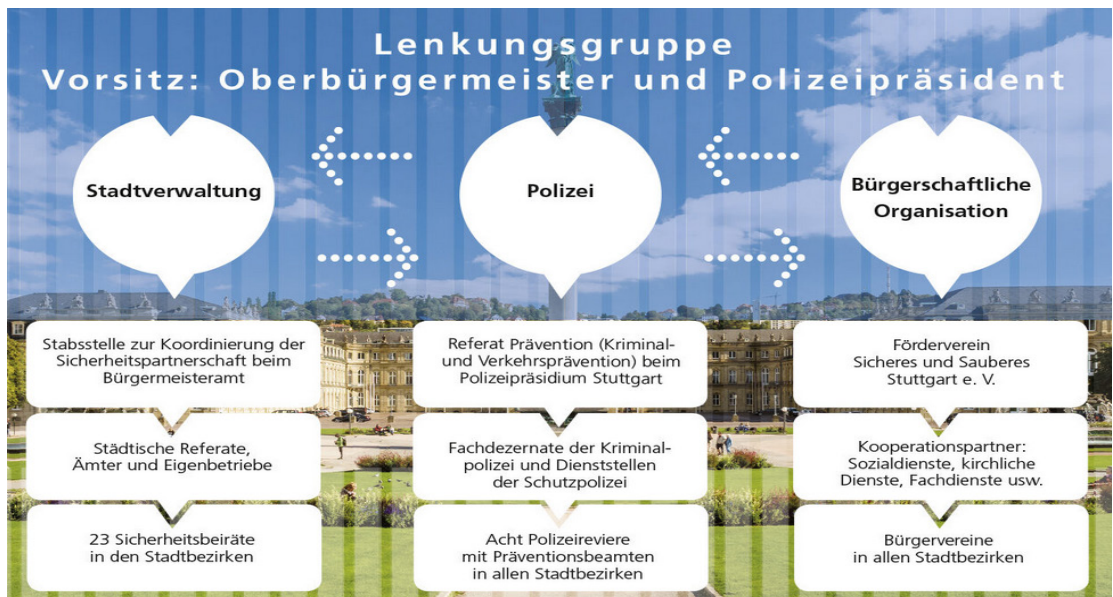 Lenkungsgruppe
Vorsitz: Oberbürgermeister und Polizeipräsident
Stadtverwaltung
Polizei
Bürgerschaftliche
Organisation
Stabsstelle zur Koordinierung der
Sicherheitspartnerschaft beim
Bürgermeisteramt
Referat Prävention (Kriminal-
und Verkehrsprävention) beim
Polizeipräsidium Stuttgart
Förderverein
Sicheres und Sauberes
Stuttgart e. V.
Städtische Referate,
Ämter und Eigenbetriebe
Fachdezernate der Kriminal-
polizei und Dienststellen
der Schutzpolizei
Kooperationspartner:
Sozialdienste, kirchliche
Dienste, Fachdienste usw.
23 Sicherheitsbeiräte
in den Stadtbezirken
Acht Polizeireviere
mit Präventionsbeamten
in allen Stadtbezirken
Bürgervereine
in allen Stadtbezirken